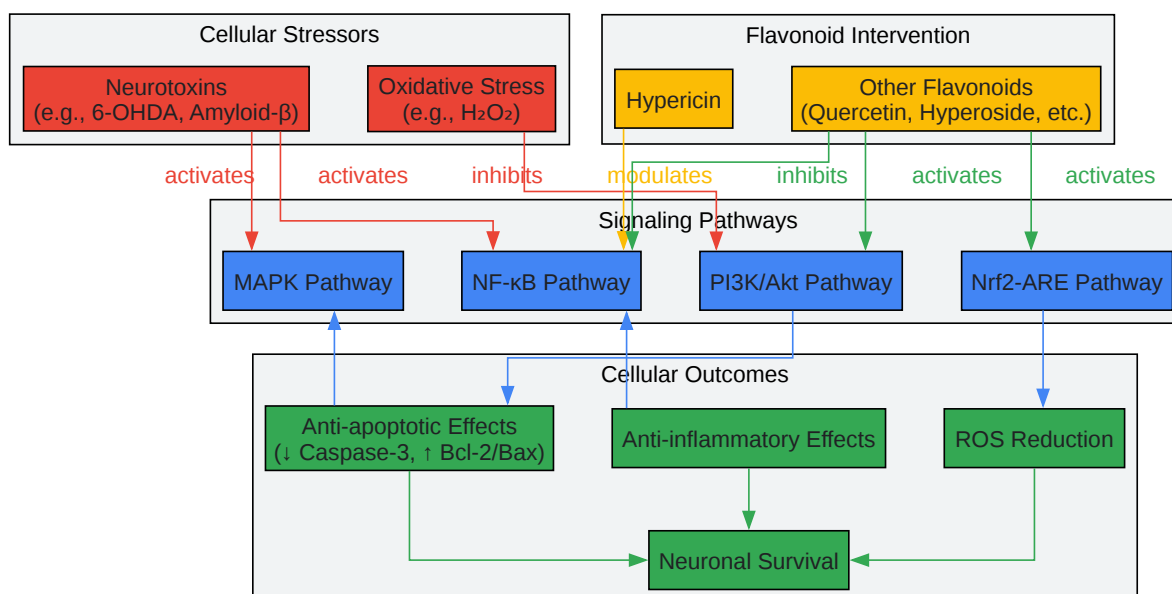 Cellular Stressors
Flavonoid Intervention
Neurotoxins
(e.g., 6-OHDA, Amyloid-β)
Oxidative Stress
(e.g., H₂O₂)
Hypericin
Other Flavonoids
(Quercetin, Hyperoside, etc.)
activates
activates
inhibits
modulates
inhibits
activates
activates
Signaling Pathways
MAPK Pathway
NF-κB Pathway
PI3K/Akt Pathway
Nrf2-ARE Pathway
Cellular Outcomes
Anti-apoptotic Effects
(↓ Caspase-3, ↑ Bcl-2/Bax)
Anti-inflammatory Effects
ROS Reduction
Neuronal Survival